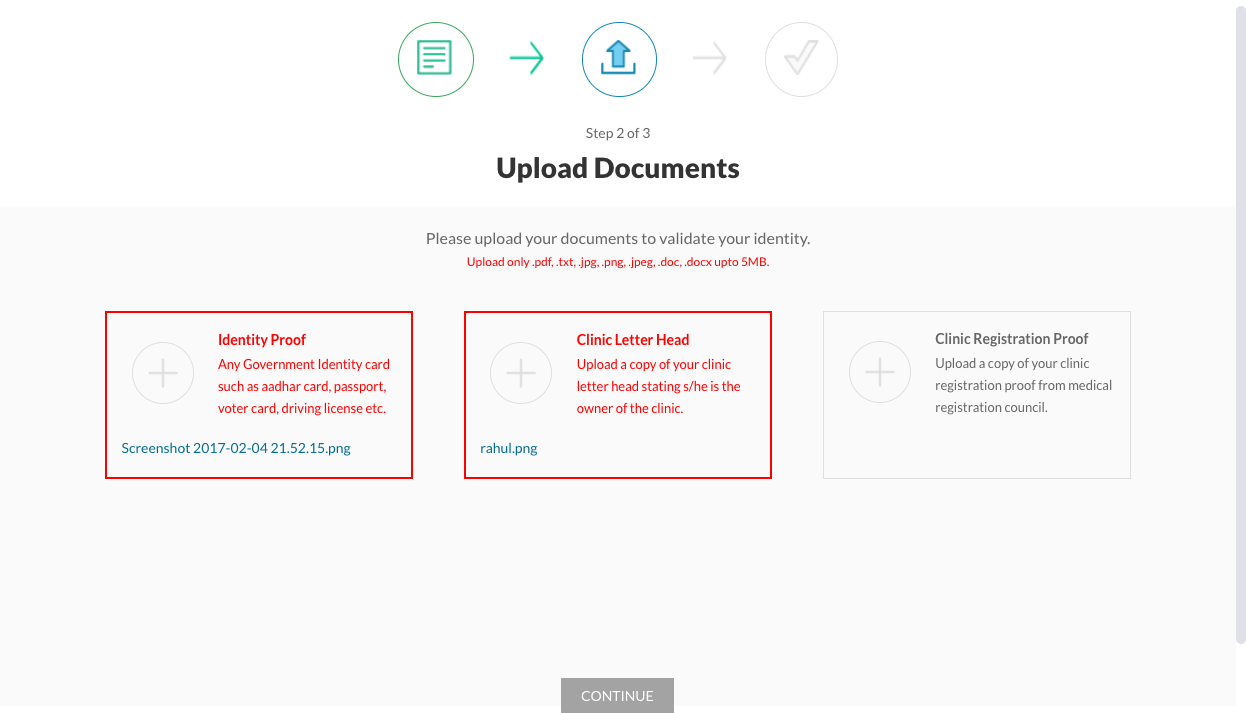 Step 2 of 3
Upload Documents
Please upload your documents to validate your identity.
Upload only .pdf, .txt, .jpg, .png, .jpeg, .doc, .docx upto 5MB.
Identity Proof
Any Government Identity card
such as aadhar card, passport,
voter card, driving license etc.
Screenshot 2017-02-04 21.52.15.png
Clinic Letter Head
Upload a copy of your clinic
letter head stating s/he is the
owner of the clinic.
rahul.png
Clinic Registration Proof
Upload a copy of your clinic
registration proof from medical
registration council.
CONTINUE